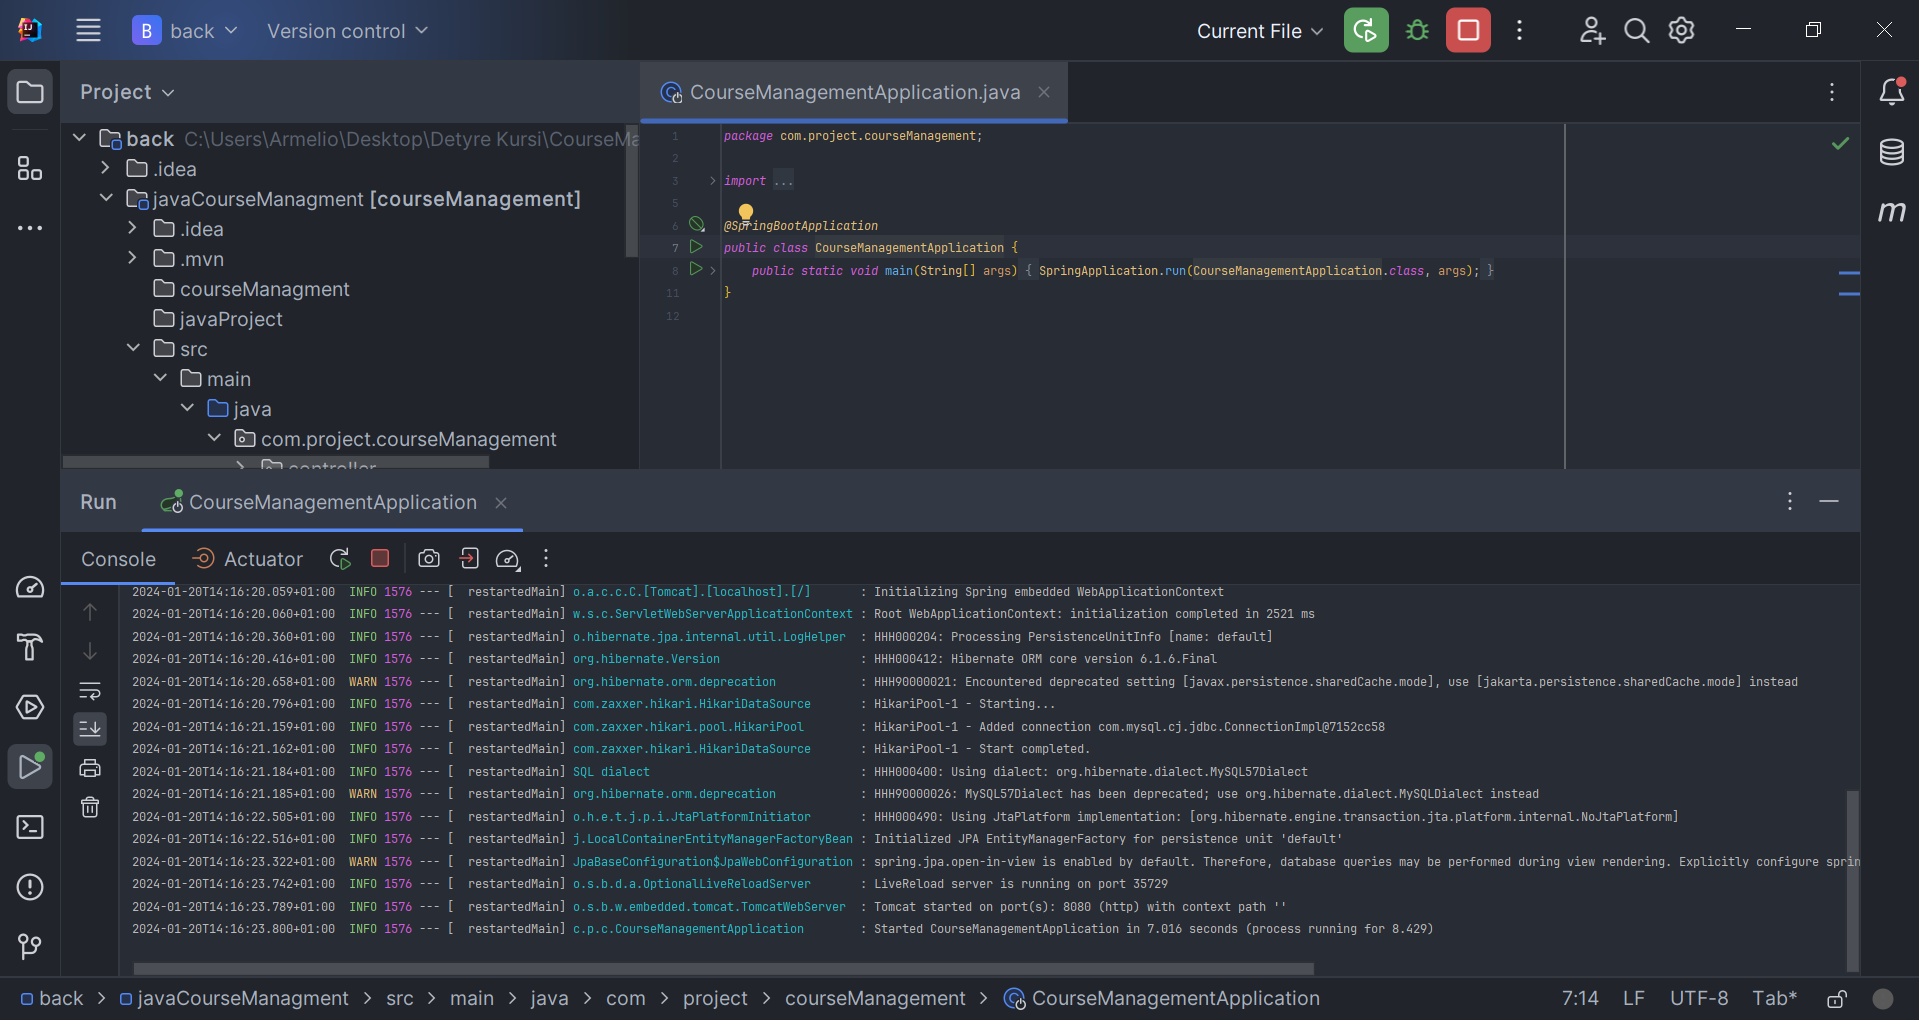 B back Version control Current File
Project CourseManagementApplication.java
back C:\Users\Armelio\Desktop\Detyre Kursi\CourseMa
.idea
javaCourseManagment [courseManagement]
.idea
.mvn
courseManagment
javaProject
src
main
java
com.project.courseManagement
controller
1 package com.project.courseManagement;
2
3 import ...
5
6 @SpringBootApplication
7 public class CourseManagementApplication {
8 public static void main(String[] args) { SpringApplication.run(CourseManagementApplication.class, args); }
11 }
12
m
Run CourseManagementApplication
Console Actuator
2024-01-20T14:16:20.059+01:00 INFO 1576 --- [ restartedMain] o.a.c.c.C.[Tomcat].[localhost].[/] : Initializing Spring embedded WebApplicationContext
2024-01-20T14:16:20.060+01:00 INFO 1576 --- [ restartedMain] w.s.c.ServletWebServerApplicationContext : Root WebApplicationContext: initialization completed in 2521 ms
2024-01-20T14:16:20.360+01:00 INFO 1576 --- [ restartedMain] o.hibernate.jpa.internal.util.LogHelper : HHH000204: Processing PersistenceUnitInfo [name: default]
2024-01-20T14:16:20.416+01:00 INFO 1576 --- [ restartedMain] org.hibernate.Version : HHH000412: Hibernate ORM core version 6.1.6.Final
2024-01-20T14:16:20.658+01:00 WARN 1576 --- [ restartedMain] org.hibernate.orm.deprecation : HHH90000021: Encountered deprecated setting [javax.persistence.sharedCache.mode], use [jakarta.persistence.sharedCache.mode] instead
2024-01-20T14:16:20.796+01:00 INFO 1576 --- [ restartedMain] com.zaxxer.hikari.HikariDataSource : HikariPool-1 - Starting...
2024-01-20T14:16:21.159+01:00 INFO 1576 --- [ restartedMain] com.zaxxer.hikari.pool.HikariPool : HikariPool-1 - Added connection com.mysql.cj.jdbc.ConnectionImpl@7152cc58
2024-01-20T14:16:21.162+01:00 INFO 1576 --- [ restartedMain] com.zaxxer.hikari.HikariDataSource : HikariPool-1 - Start completed.
2024-01-20T14:16:21.184+01:00 INFO 1576 --- [ restartedMain] SQL dialect : HHH000400: Using dialect: org.hibernate.dialect.MySQL57Dialect
2024-01-20T14:16:21.185+01:00 WARN 1576 --- [ restartedMain] org.hibernate.orm.deprecation : HHH90000026: MySQL57Dialect has been deprecated; use org.hibernate.dialect.MySQLDialect instead
2024-01-20T14:16:22.505+01:00 INFO 1576 --- [ restartedMain] o.h.e.t.j.p.i.JtaPlatformInitiator : HHH000490: Using JtaPlatform implementation: [org.hibernate.engine.transaction.jta.platform.internal.NoJtaPlatform]
2024-01-20T14:16:22.516+01:00 INFO 1576 --- [ restartedMain] j.LocalContainerEntityManagerFactoryBean : Initialized JPA EntityManagerFactory for persistence unit 'default'
2024-01-20T14:16:23.322+01:00 WARN 1576 --- [ restartedMain] JpaBaseConfiguration$JpaWebConfiguration : spring.jpa.open-in-view is enabled by default. Therefore, database queries may be performed during view rendering. Explicitly configure sprin
2024-01-20T14:16:23.742+01:00 INFO 1576 --- [ restartedMain] o.s.b.d.a.OptionalLiveReloadServer : LiveReload server is running on port 35729
2024-01-20T14:16:23.789+01:00 INFO 1576 --- [ restartedMain] o.s.b.w.embedded.tomcat.TomcatWebServer : Tomcat started on port(s): 8080 (http) with context path ''
2024-01-20T14:16:23.800+01:00 INFO 1576 --- [ restartedMain] c.p.c.CourseManagementApplication : Started CourseManagementApplication in 7.016 seconds (process running for 8.429)
back > javaCourseManagment > src > main > java > com > project > courseManagement > CourseManagementApplication 7:14 LF UTF-8 Tab*